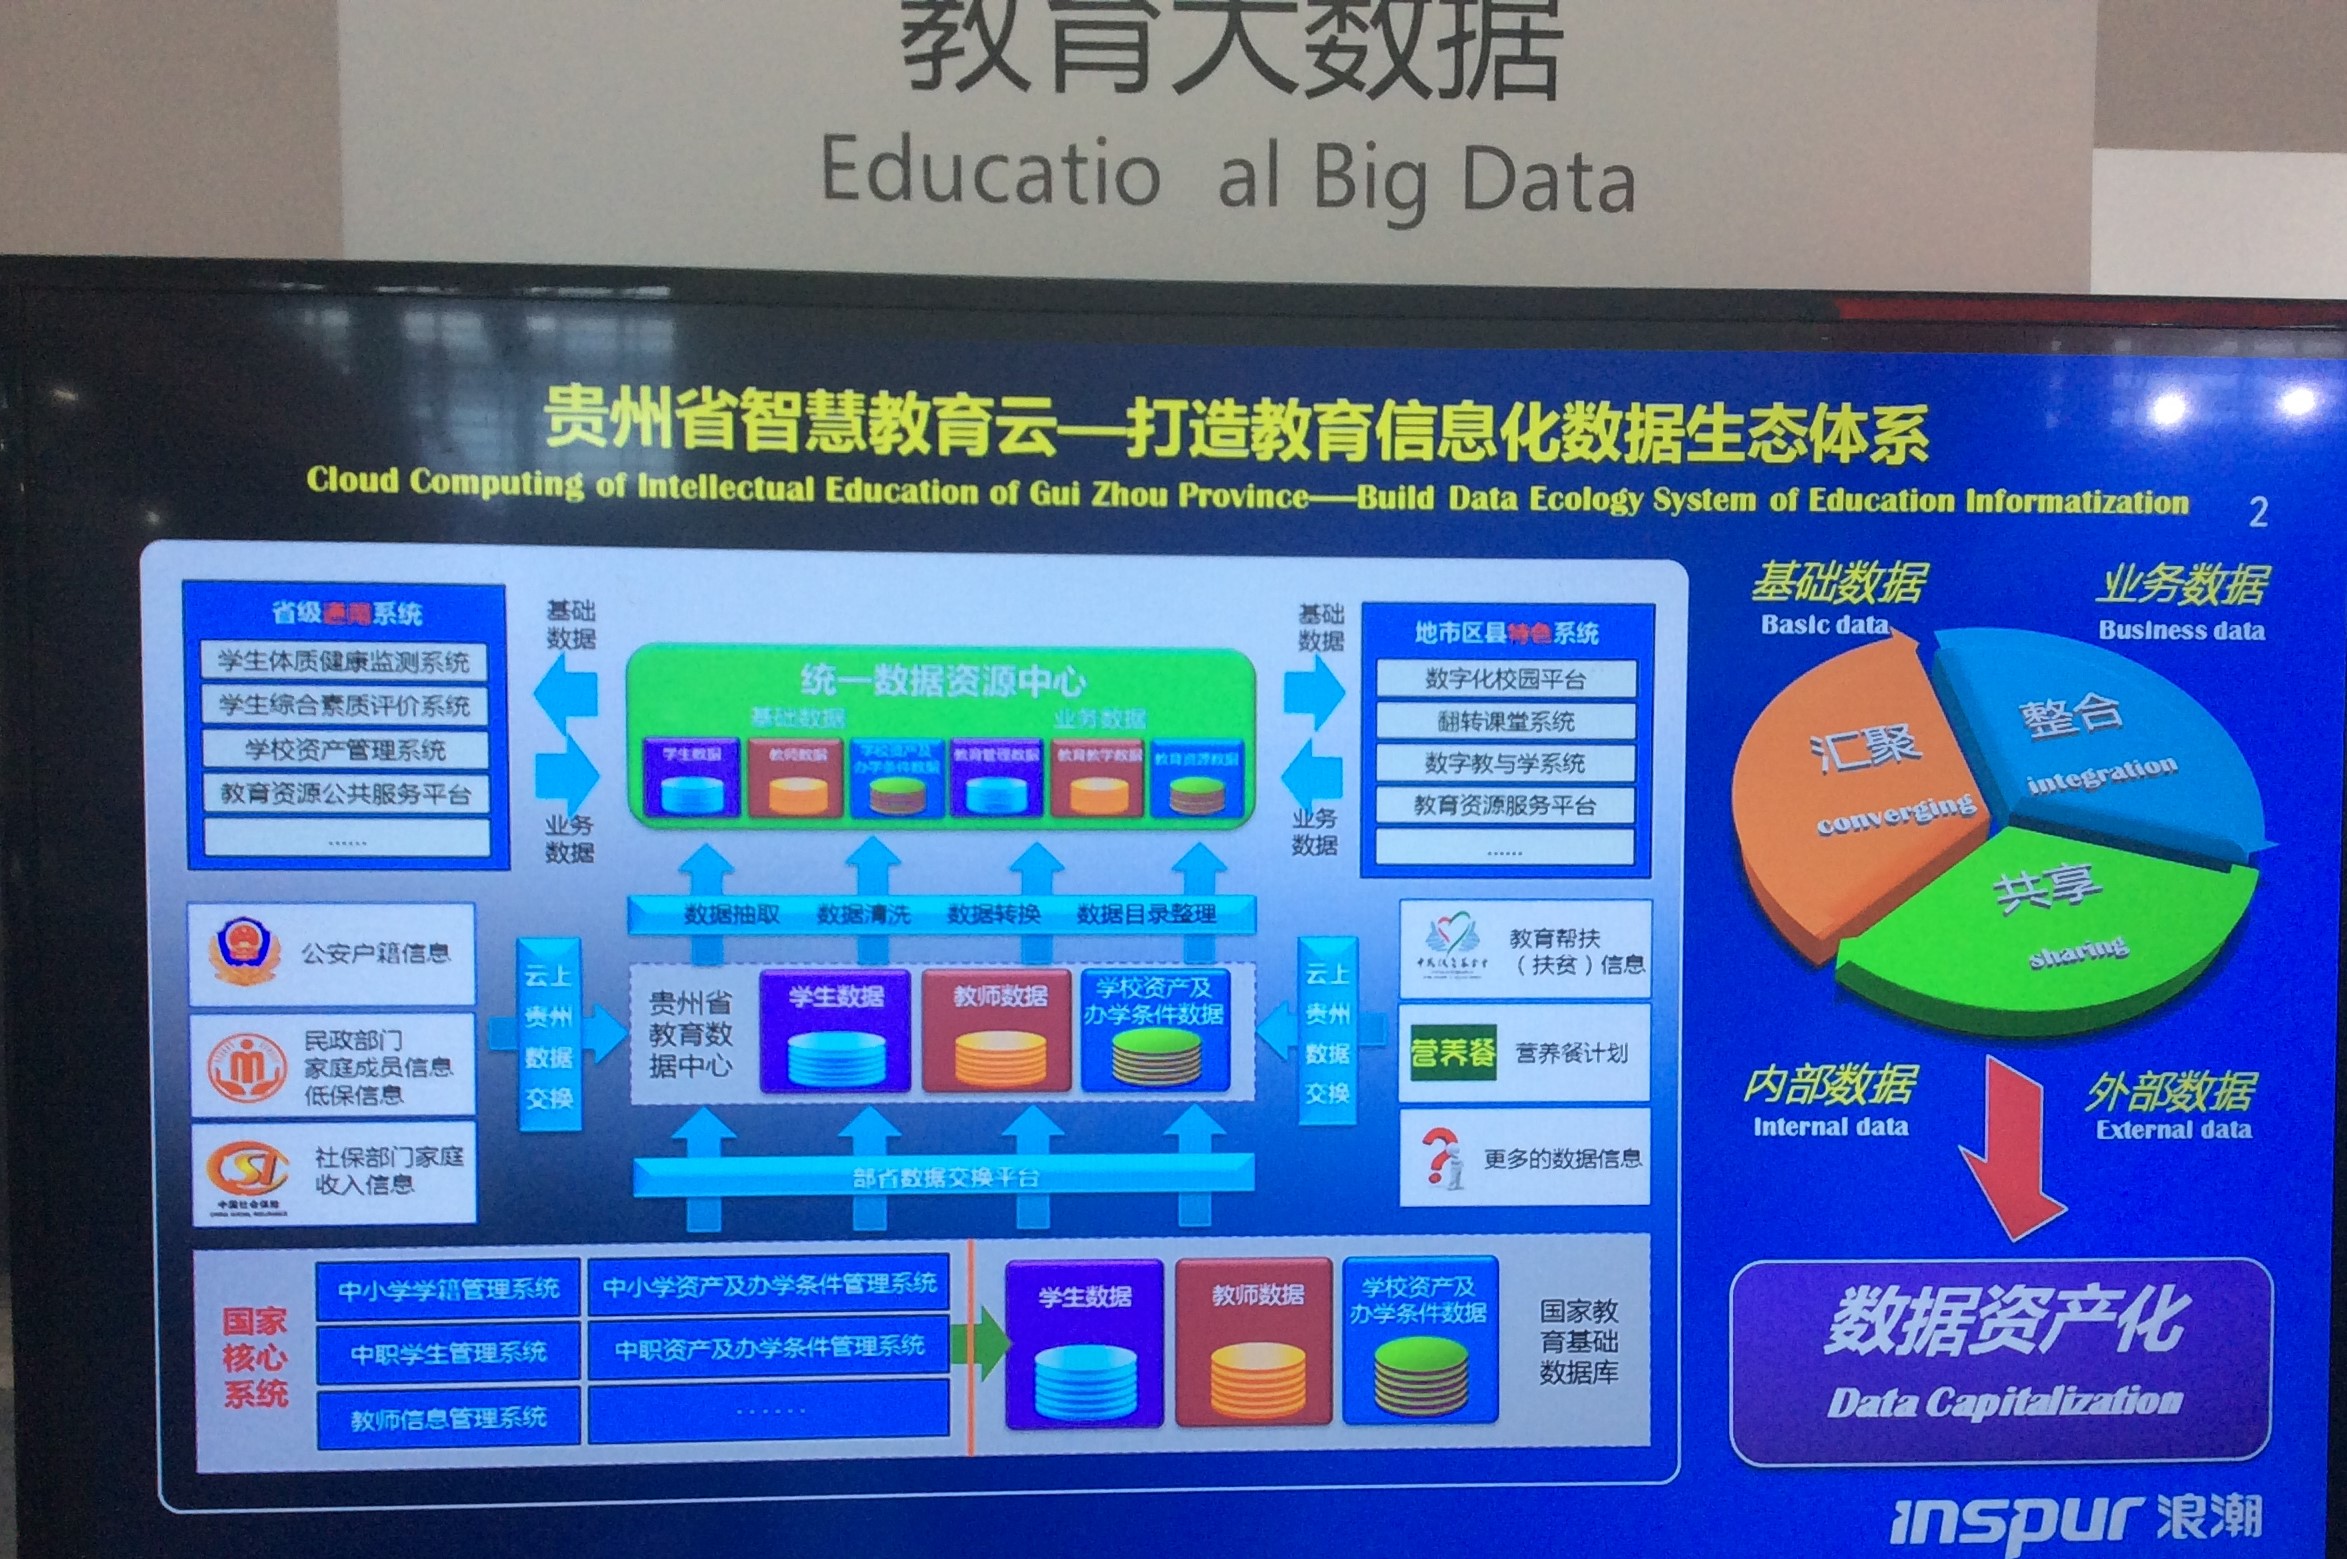 教育大数据
Educatio al Big Data
贵州省智慧教育云—打造教育信息化数据生态体系
Cloud Computing of Intellectual Education of Gui Zhou Province—Build Data Ecology System of Education Informatization
2
省级通用系统
学生体质健康监测系统
学生综合素质评价系统
学校资产管理系统
教育资源公共服务平台
......
基础
数据
业务
数据
统一数据资源中心
基础数据
业务数据
学生数据
教师数据
学校资产及
办学条件数据
教育管理数据
教育教学数据
教育资源数据
基础
数据
业务
数据
地市区县特色系统
数字化校园平台
翻转课堂系统
数字教与学系统
教育资源服务平台
......
数据抽取
数据清洗
数据转换
数据目录整理
公安户籍信息
民政部门
家庭成员信息
低保信息
中国社会保险
社保部门家庭
收入信息
云上
贵州
数据
交换
贵州省
教育数
据中心
学生数据
教师数据
学校资产及
办学条件数据
云上
贵州
数据
交换
教育帮扶
（扶贫）信息
营养餐
营养餐计划
更多的数据信息
部省数据交换平台
国家
核心
系统
中小学学籍管理系统
中小学资产及办学条件管理系统
中职学生管理系统
中职资产及办学条件管理系统
教师信息管理系统
......
学生数据
教师数据
学校资产及
办学条件数据
国家教
育基础
数据库
基础数据
Basic data
业务数据
Business data
汇聚
converging
整合
integration
共享
sharing
内部数据
Internal data
外部数据
External data
数据资产化
Data Capitalization
inspur 浪潮